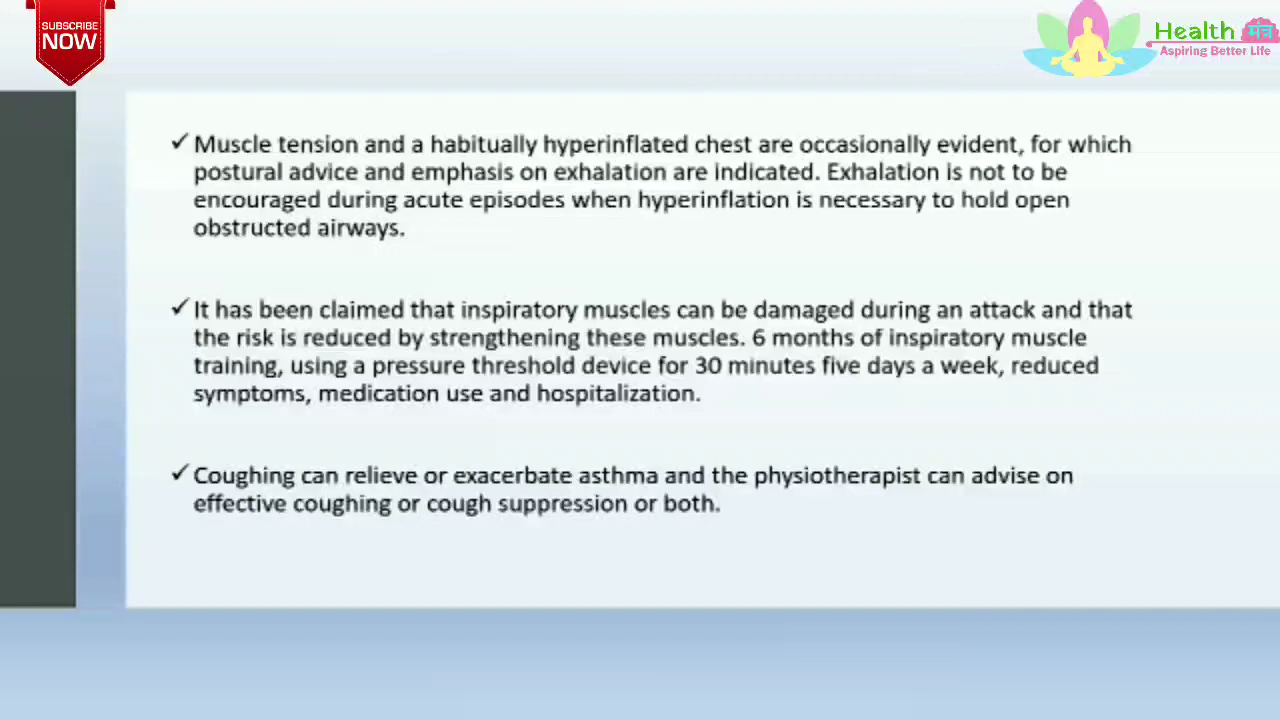 SUBSCRIBE
NOW
Health मंत्र
Aspiring Better Life
✓ Muscle tension and a habitually hyperinflated chest are occasionally evident, for which
postural advice and emphasis on exhalation are indicated. Exhalation is not to be
encouraged during acute episodes when hyperinflation is necessary to hold open
obstructed airways.
✓ It has been claimed that inspiratory muscles can be damaged during an attack and that
the risk is reduced by strengthening these muscles. 6 months of inspiratory muscle
training, using a pressure threshold device for 30 minutes five days a week, reduced
symptoms, medication use and hospitalization.
✓ Coughing can relieve or exacerbate asthma and the physiotherapist can advise on
effective coughing or cough suppression or both.